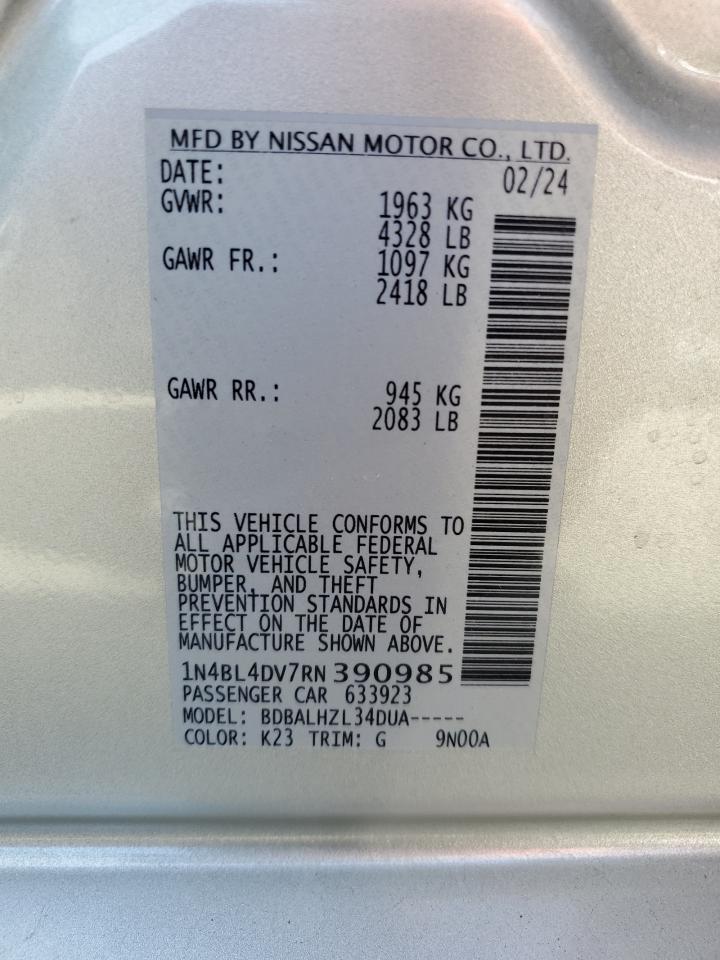 MFD BY NISSAN MOTOR CO., LTD.
DATE: 02/24
GVWR: 1963 KG
4328 LB
GAWR FR.: 1097 KG
2418 LB
GAWR RR.: 945 KG
2083 LB
THIS VEHICLE CONFORMS TO
ALL APPLICABLE FEDERAL
MOTOR VEHICLE SAFETY,
BUMPER, AND THEFT
PREVENTION STANDARDS IN
EFFECT ON THE DATE OF
MANUFACTURE SHOWN ABOVE.
1N4BL4DV7RN390985
PASSENGER CAR 633923
MODEL: BDBALHZL34DUA-----
COLOR: K23 TRIM: G 9N00A